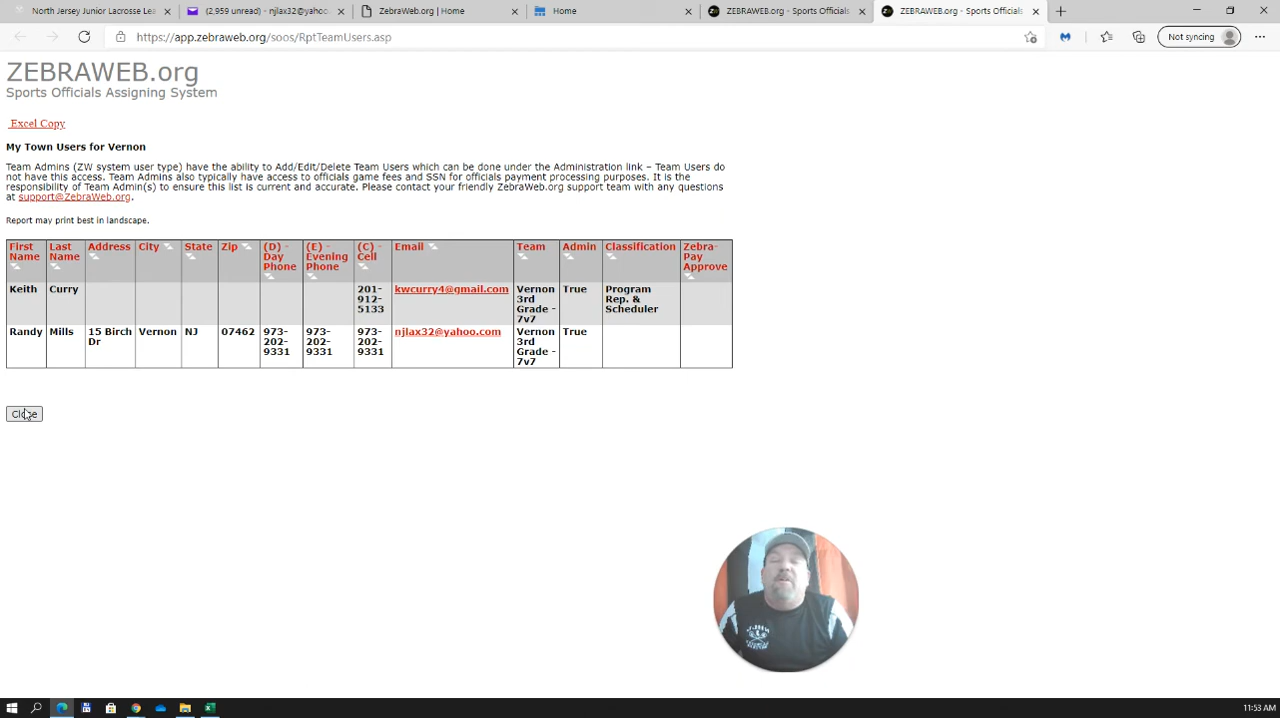 North Jersey Junior Lacrosse Lea
(2,959 unread) - njlax32@yahoo.c
ZebraWeb.org | Home
Home
ZEBRAWEB.org - Sports Officials
ZEBRAWEB.org - Sports Officials
https://app.zebraweb.org/soos/RptTeamUsers.asp
Not syncing
ZEBRAWEB.org
Sports Officials Assigning System
Excel Copy
My Town Users for Vernon
Team Admins (ZW system user type) have the ability to Add/Edit/Delete Team Users which can be done under the Administration link – Team Users do
not have this access. Team Admins also typically have access to officials game fees and SSN for officials payment processing purposes. It is the
responsibility of Team Admin(s) to ensure this list is current and accurate. Please contact your friendly ZebraWeb.org support team with any questions
at support@ZebraWeb.org.
Report may print best in landscape.
First Name Last Name Address City State Zip (D) - Day Phone (E) - Evening Phone (C) - Cell Email Team Admin Classification Zebra-Pay Approve
Keith Curry 201-912-5133 kwcurry4@gmail.com Vernon 3rd Grade - 7v7 True Program Rep. & Scheduler
Randy Mills 15 Birch Dr Vernon NJ 07462 973-202-9331 973-202-9331 973-202-9331 njlax32@yahoo.com Vernon 3rd Grade - 7v7 True
Close
11:53 AM